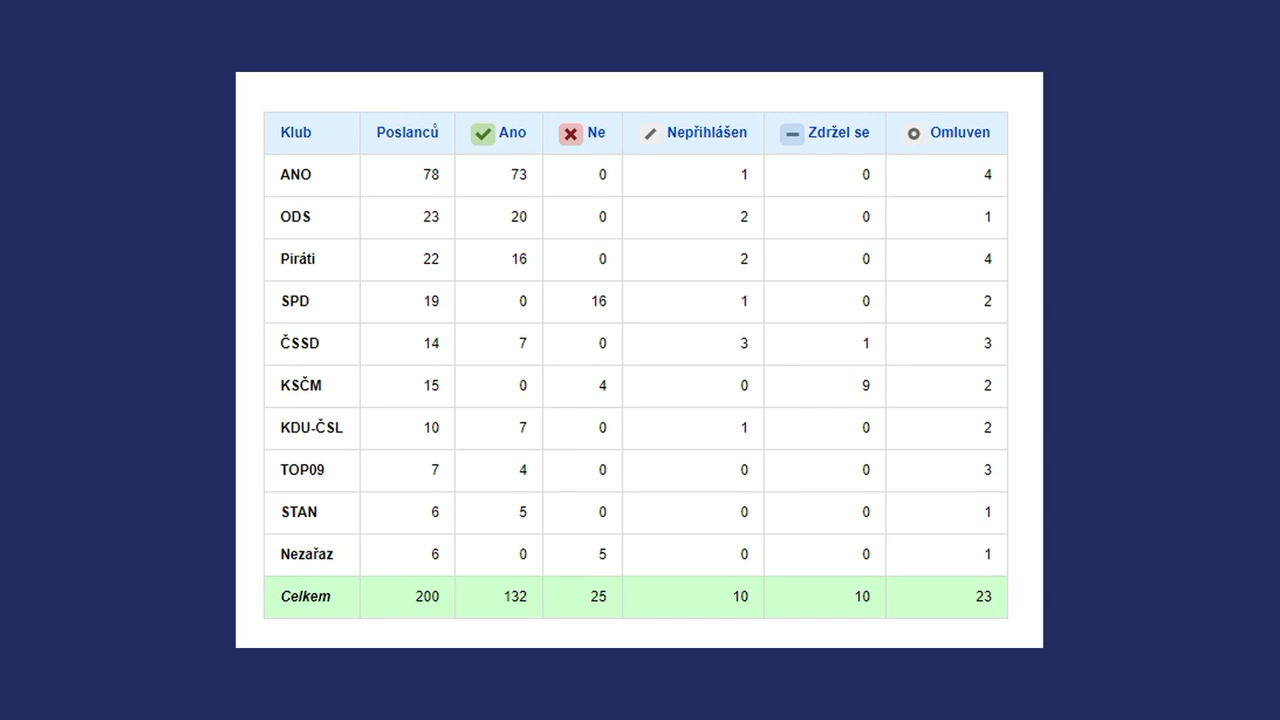 Klub Poslanců Ano Ne Nepřihlášen Zdržel se Omluven
ANO 78 73 0 1 0 4
ODS 23 20 0 2 0 1
Piráti 22 16 0 2 0 4
SPD 19 0 16 1 0 2
ČSSD 14 7 0 3 1 3
KSČM 15 0 4 0 9 2
KDU-ČSL 10 7 0 1 0 2
TOP09 7 4 0 0 0 3
STAN 6 5 0 0 0 1
Nezařaz 6 0 5 0 0 1
Celkem 200 132 25 10 10 23